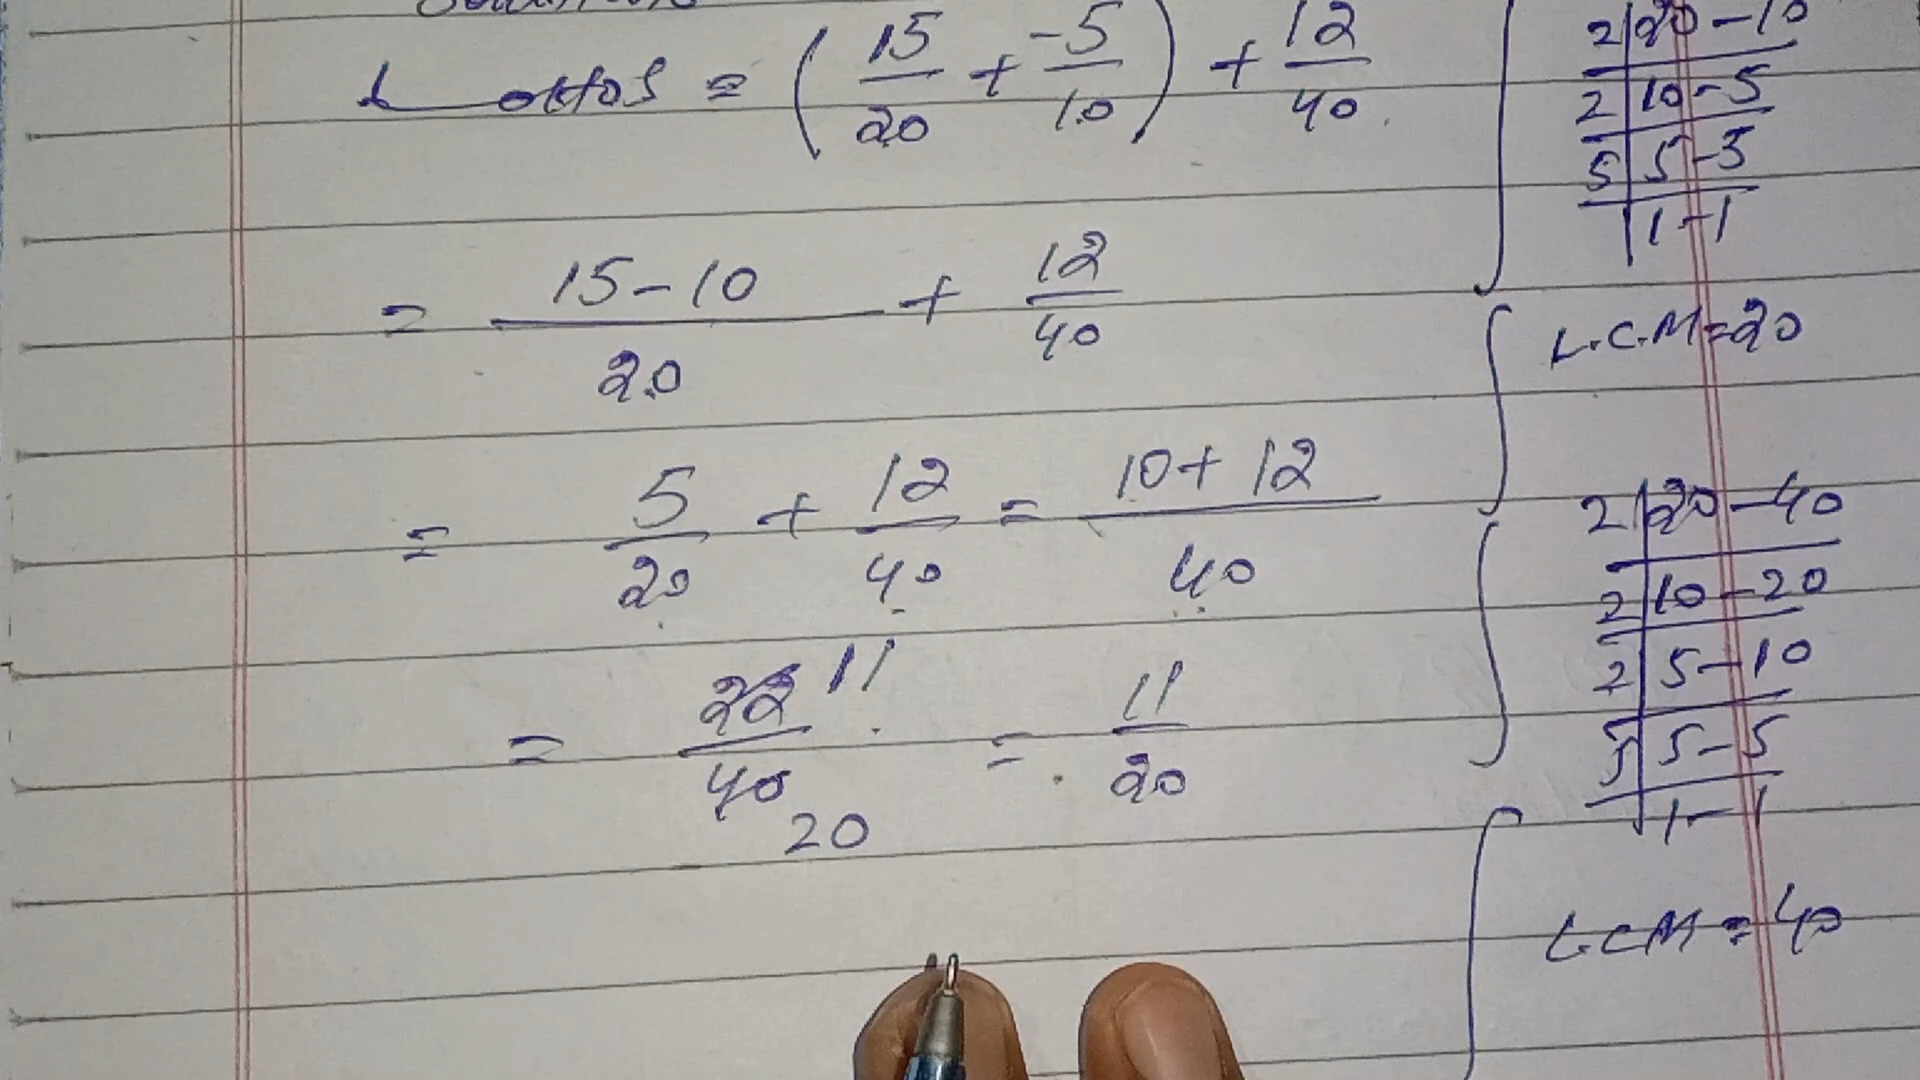 = (15/20 + -5/10) + 12/40
= 15-10/20 + 12/40
= 5/20 + 12/40 = 10+12/40
= 22/40 11 20 = 11/20
2|20-10
2|10-5
5|5-5
|1-1
L.C.M=20
2|20-40
2|10-20
2|5-10
5|5-5
|1-1
L.C.M=40